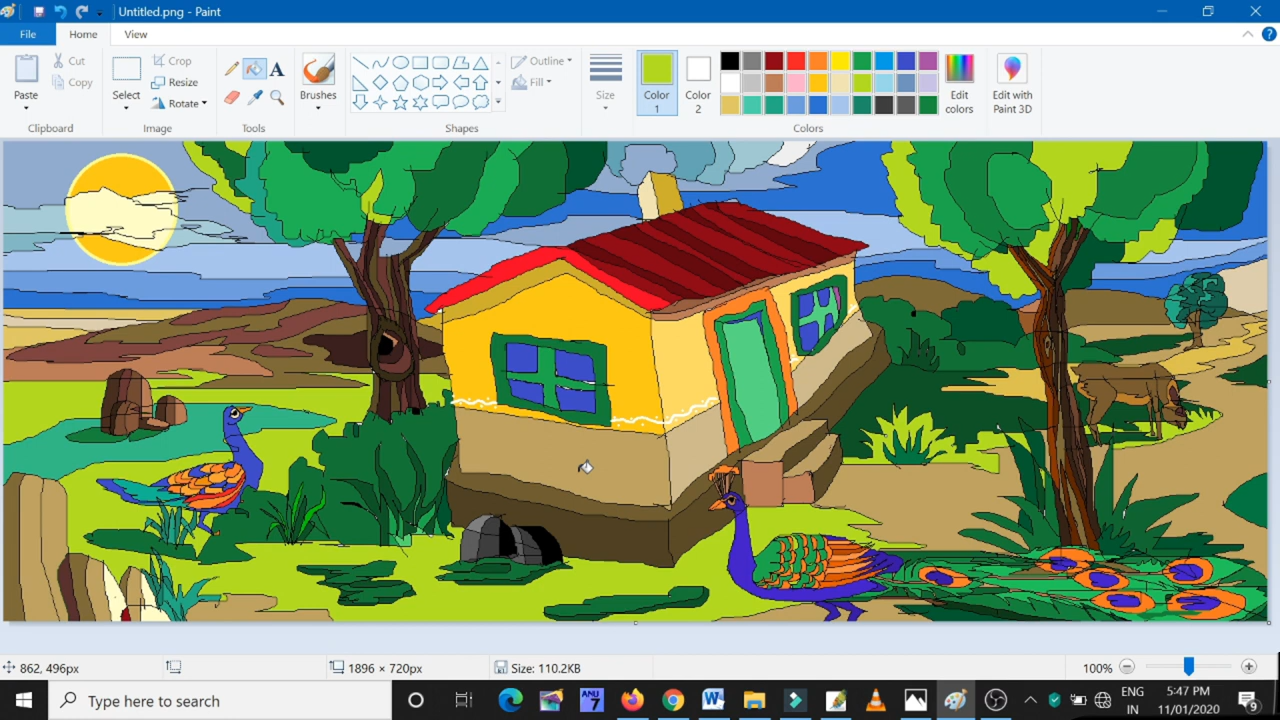 Untitled.png - Paint
File Home View
Paste
Cut
Copy
Clipboard
Select
Crop
Resize
Rotate
Image
A
Tools
Brushes
Outline
Fill
Shapes
Size
Color 1
Color 2
Edit colors
Colors
Edit with Paint 3D
862, 496px
1896 × 720px
Size: 110.2KB
100%
Type here to search
ANU 7
W
ENG
IN
5:47 PM
11/01/2020
9